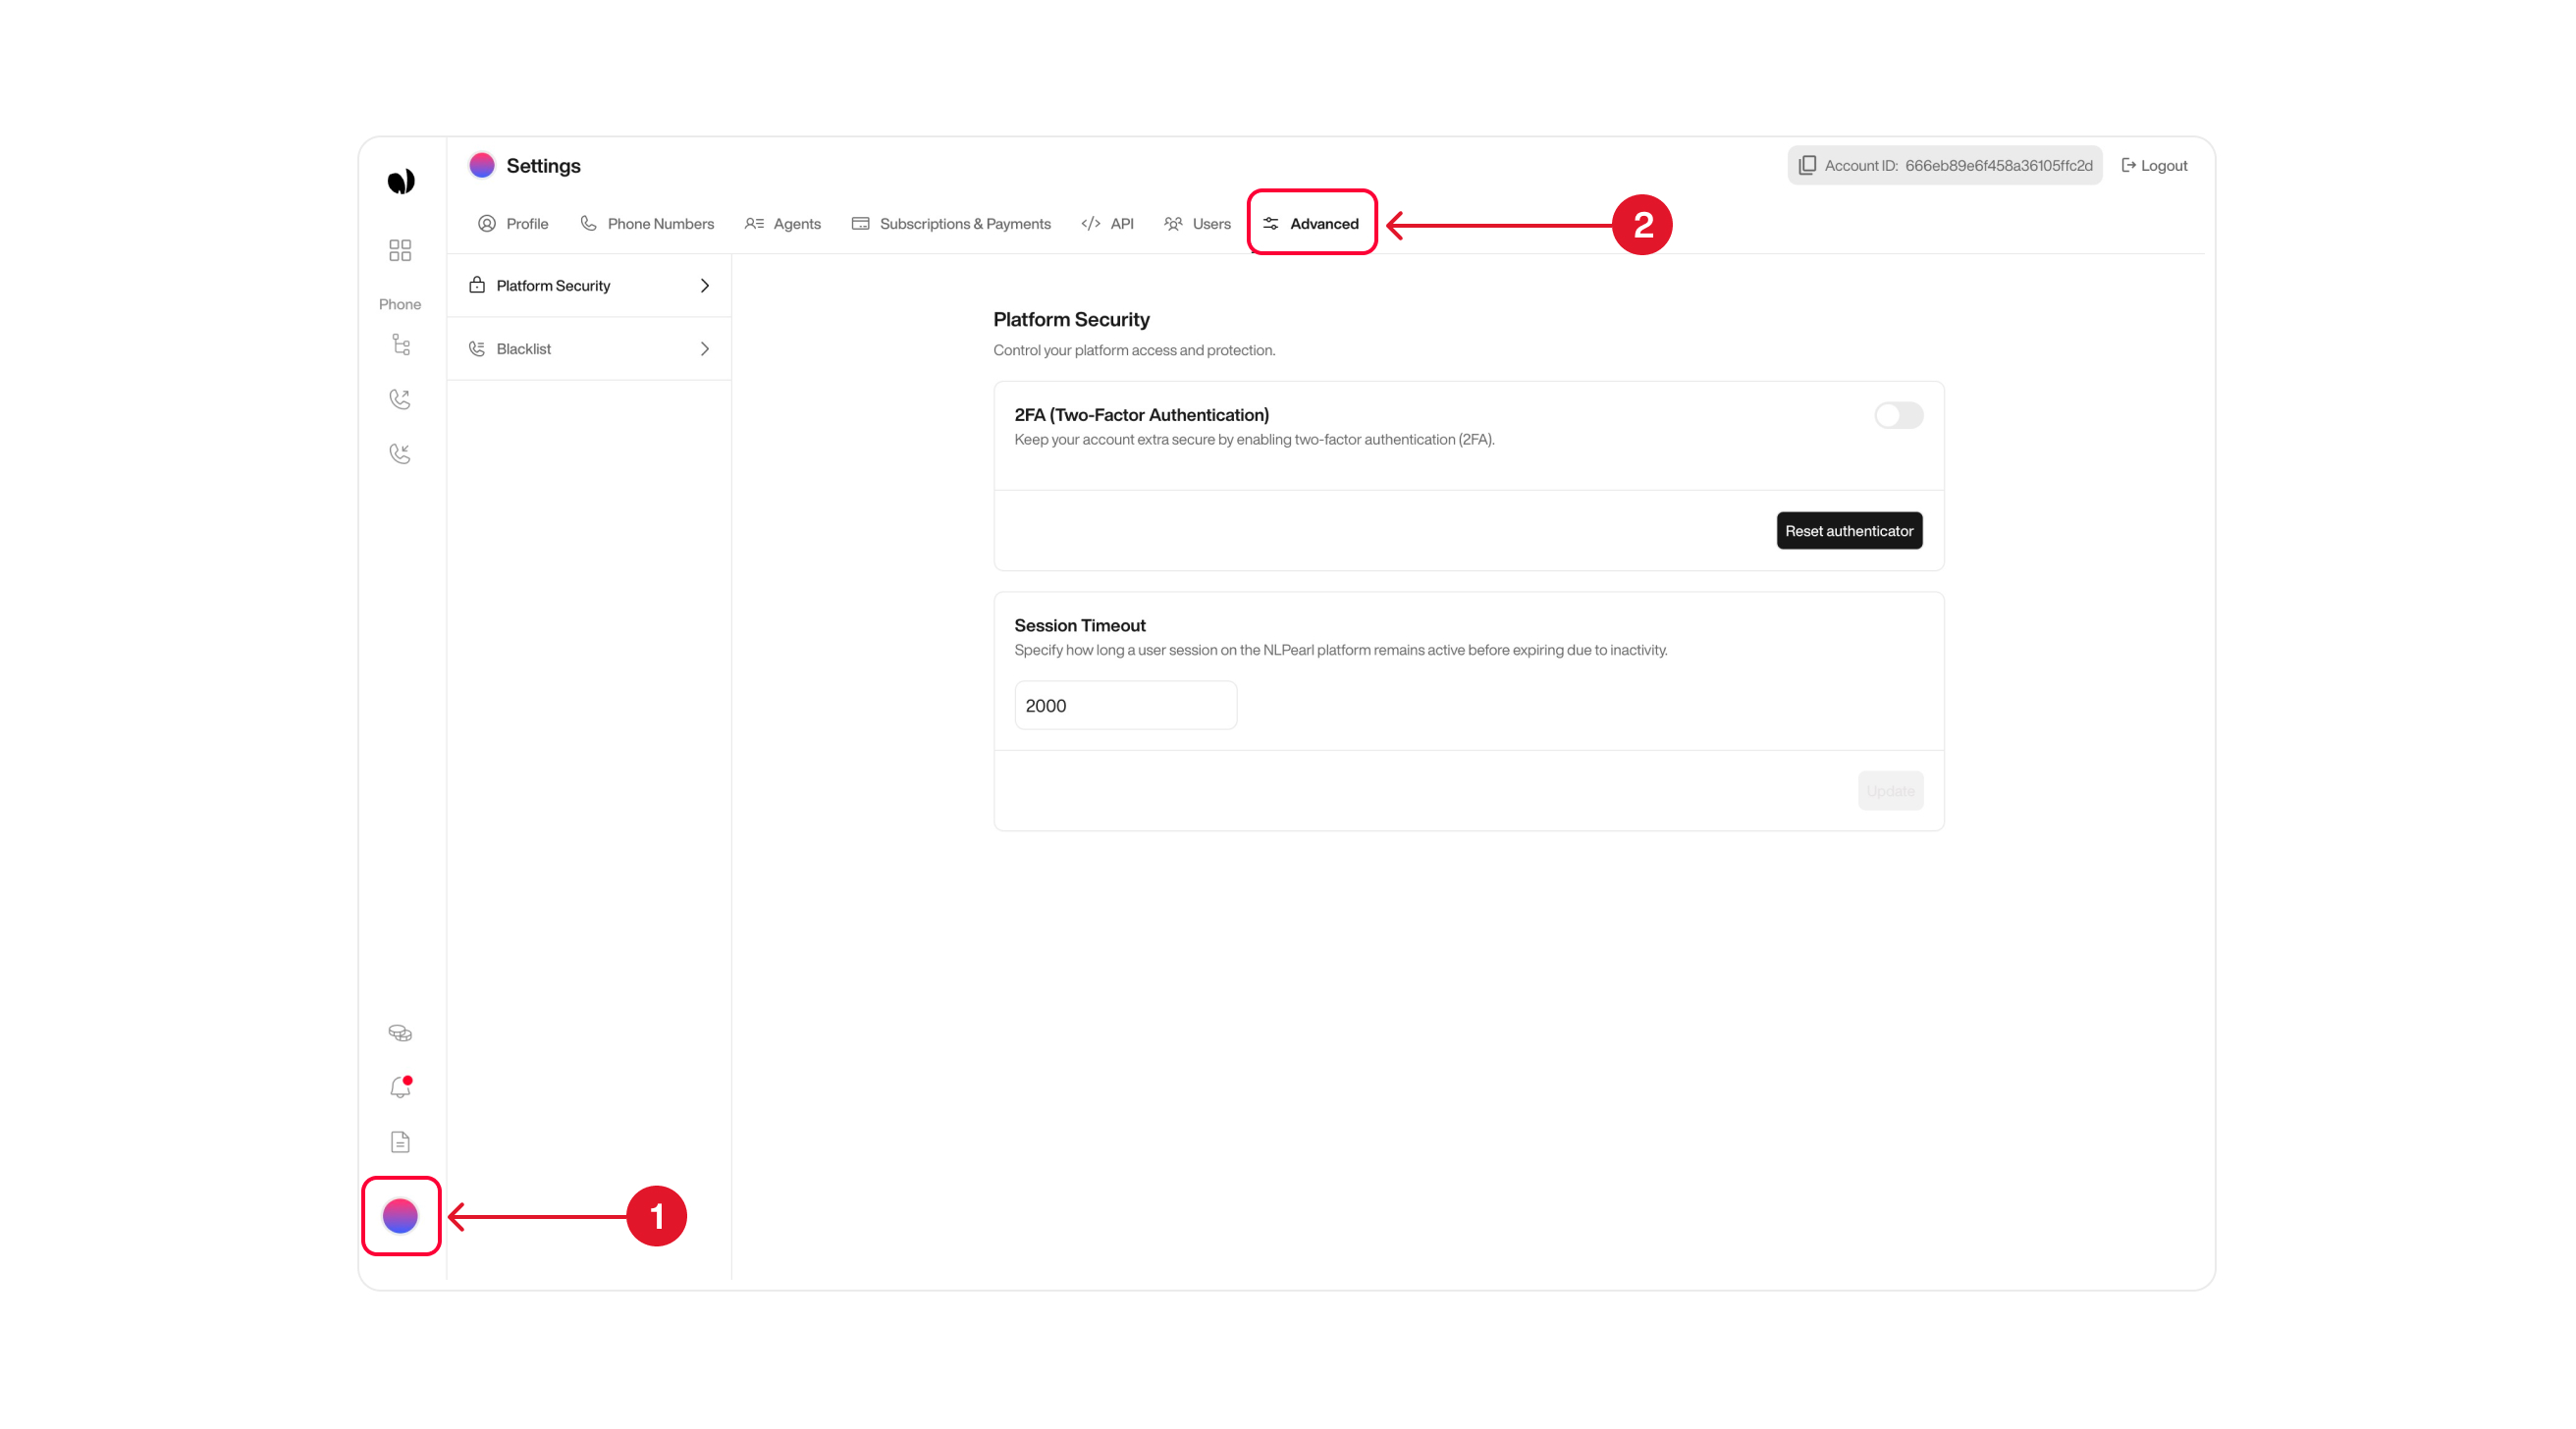 Settings
Account ID: 666eb89e6f458a36105ffc2d
Logout
Profile
Phone Numbers
Agents
Subscriptions & Payments
API
Users
Advanced
2
Phone
Platform Security
Blacklist
Platform Security
Control your platform access and protection.
2FA (Two-Factor Authentication)
Keep your account extra secure by enabling two-factor authentication (2FA).
Reset authenticator
Session Timeout
Specify how long a user session on the NLPearl platform remains active before expiring due to inactivity.
2000
Update
1